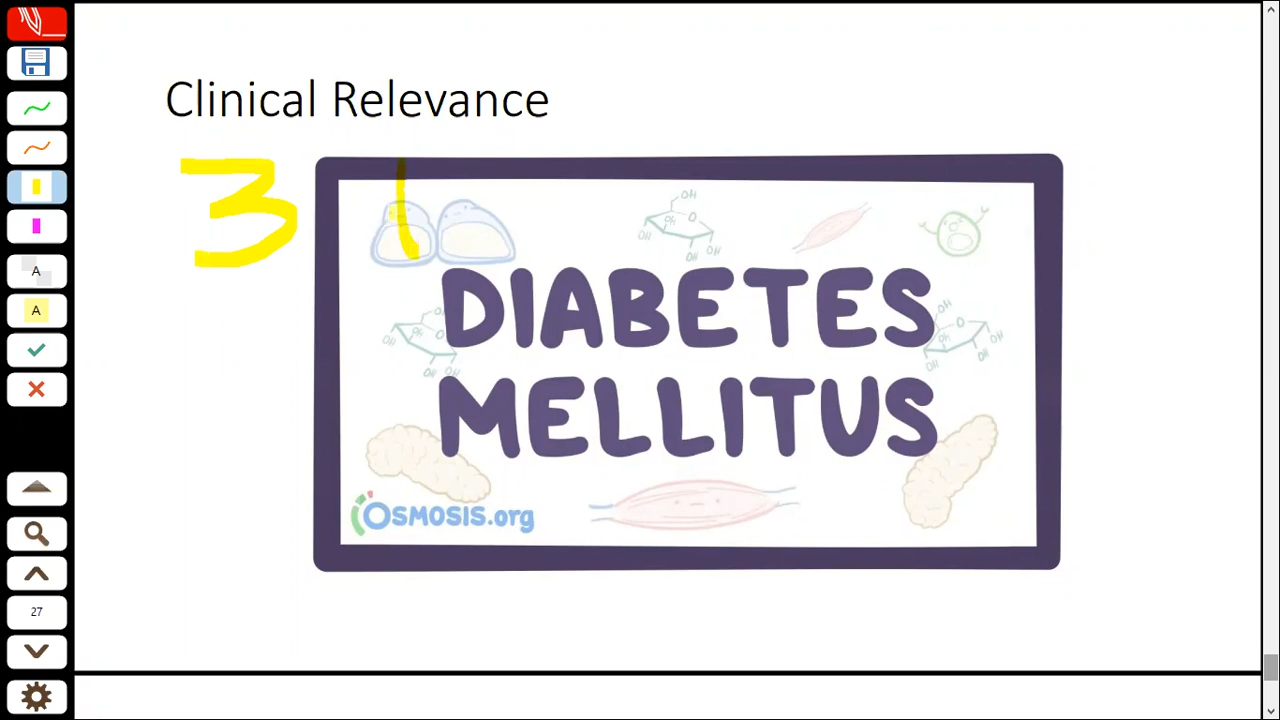 Clinical Relevance
3
DIABETES
MELLITUS
OSMOSIS.org
A
A
27